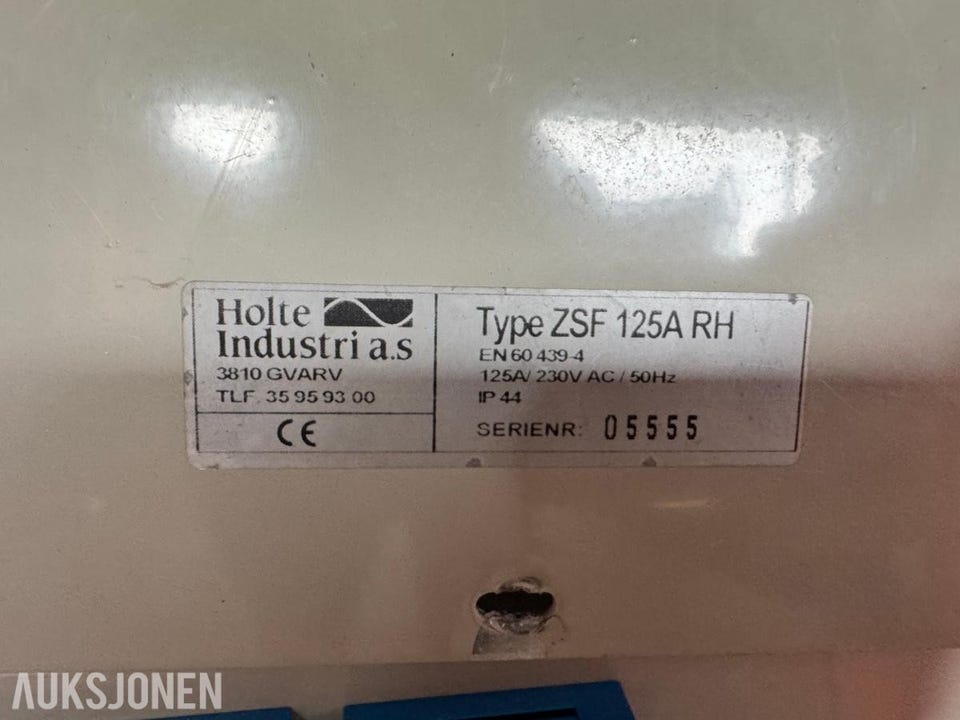 Holte
Industri a.s
3810 GVARV
TLF. 35 95 93 00
CE
Type ZSF 125A RH
EN 60 439-4
125A/ 230V AC / 50Hz
IP 44
SERIENR: 05555
AUKSJONEN